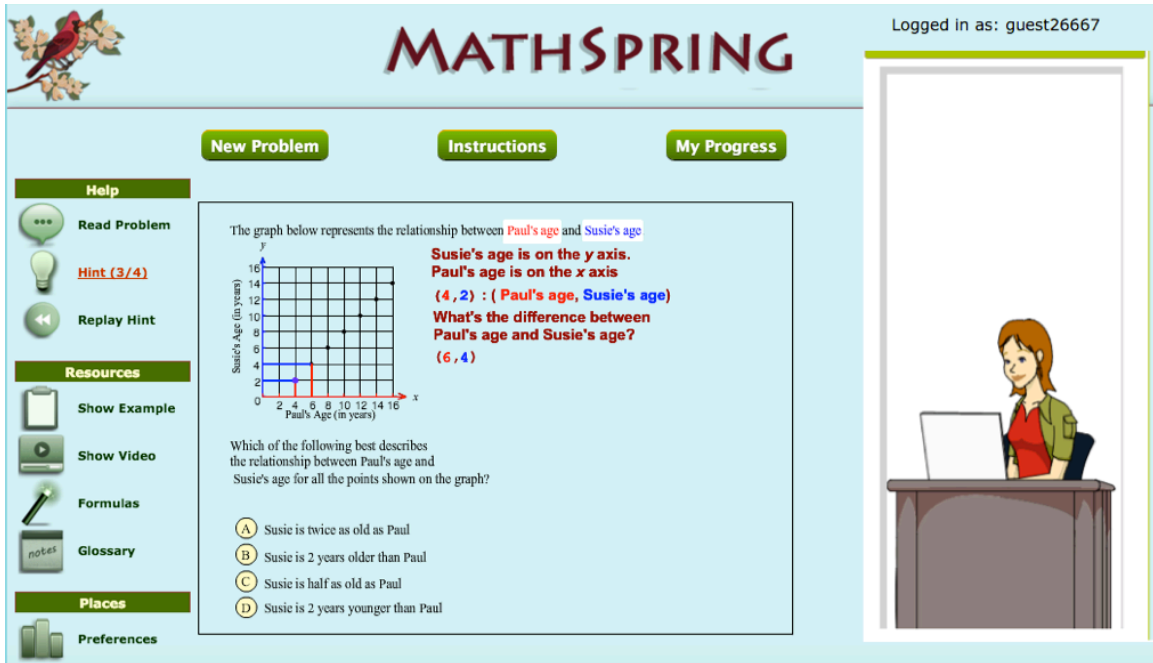 MATHSPRING
Logged in as: guest26667
New Problem
Instructions
My Progress
Help
Read Problem
Hint (3/4)
Replay Hint
Resources
Show Example
Show Video
Formulas
notes
Glossary
Places
Preferences
The graph below represents the relationship between Paul's age and Susie's age
Susie's age is on the y axis.
Paul's age is on the x axis
(4,2) : ( Paul's age, Susie's age)
What's the difference between
Paul's age and Susie's age?
(6,4)
y
16
14
12
10
8
6
4
2
0
2 4 6 8 10 12 14 16
x
Susie's Age (in years)
Paul's Age (in years)
Which of the following best describes
the relationship between Paul's age and
Susie's age for all the points shown on the graph?
A Susie is twice as old as Paul
B Susie is 2 years older than Paul
C Susie is half as old as Paul
D Susie is 2 years younger than Paul